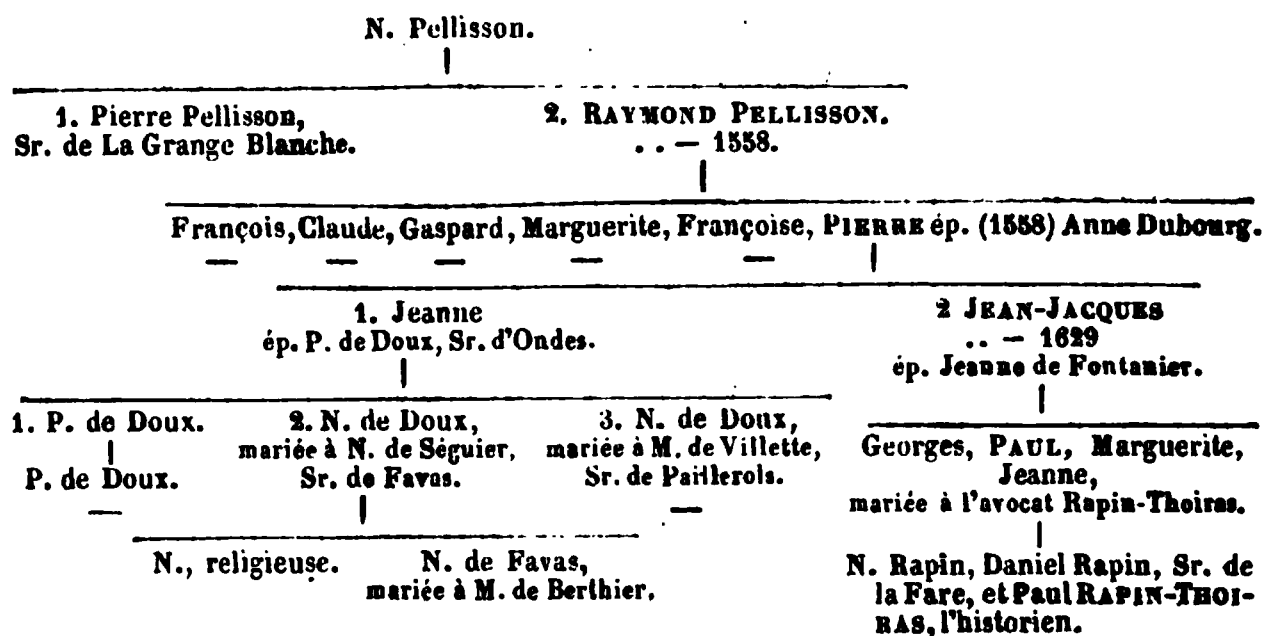 N. Pellisson.
1. Pierre Pellisson,
Sr. de La Grange Blanche.
2. RAYMOND PELLISSON.
. . — 1558.
François, Claude, Gaspard, Marguerite, Françoise, PIERRE ép. (1558) Anne Dubourg.
1. Jeanne
ép. P. de Doux, Sr. d'Ondes.
2 JEAN-JACQUES
. . — 1629
ép. Jeanne de Fontanier.
1. P. de Doux.
P. de Doux.
2. N. de Doux,
mariée à N. de Séguier,
Sr. de Favas.
3. N. de Doux,
mariée à M. de Villette,
Sr. de Paillerols.
N., religieuse.
N. de Favas,
mariée à M. de Berthier.
Georges, PAUL, Marguerite,
Jeanne,
mariée à l'avocat Rapin-Thoiras.
N. Rapin, Daniel Rapin, Sr. de
la Fare, et Paul RAPIN-THOI-
RAS, l'historien.